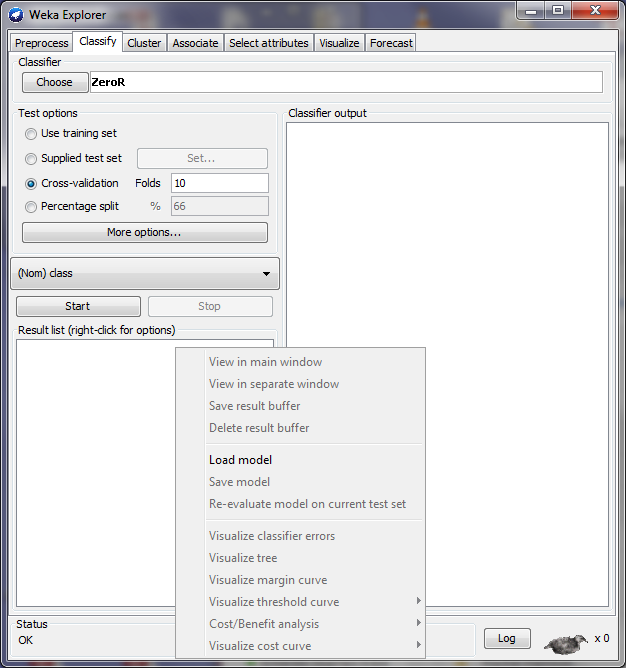 Weka Explorer
Preprocess Classify Cluster Associate Select attributes Visualize Forecast
Classifier
Choose ZeroR
Test options
Use training set
Supplied test set Set...
Cross-validation Folds 10
Percentage split % 66
More options...
(Nom) class
Start Stop
Result list (right-click for options)
Classifier output
View in main window
View in separate window
Save result buffer
Delete result buffer
Load model
Save model
Re-evaluate model on current test set
Visualize classifier errors
Visualize tree
Visualize margin curve
Visualize threshold curve
Cost/Benefit analysis
Visualize cost curve
Status
OK
Log x 0